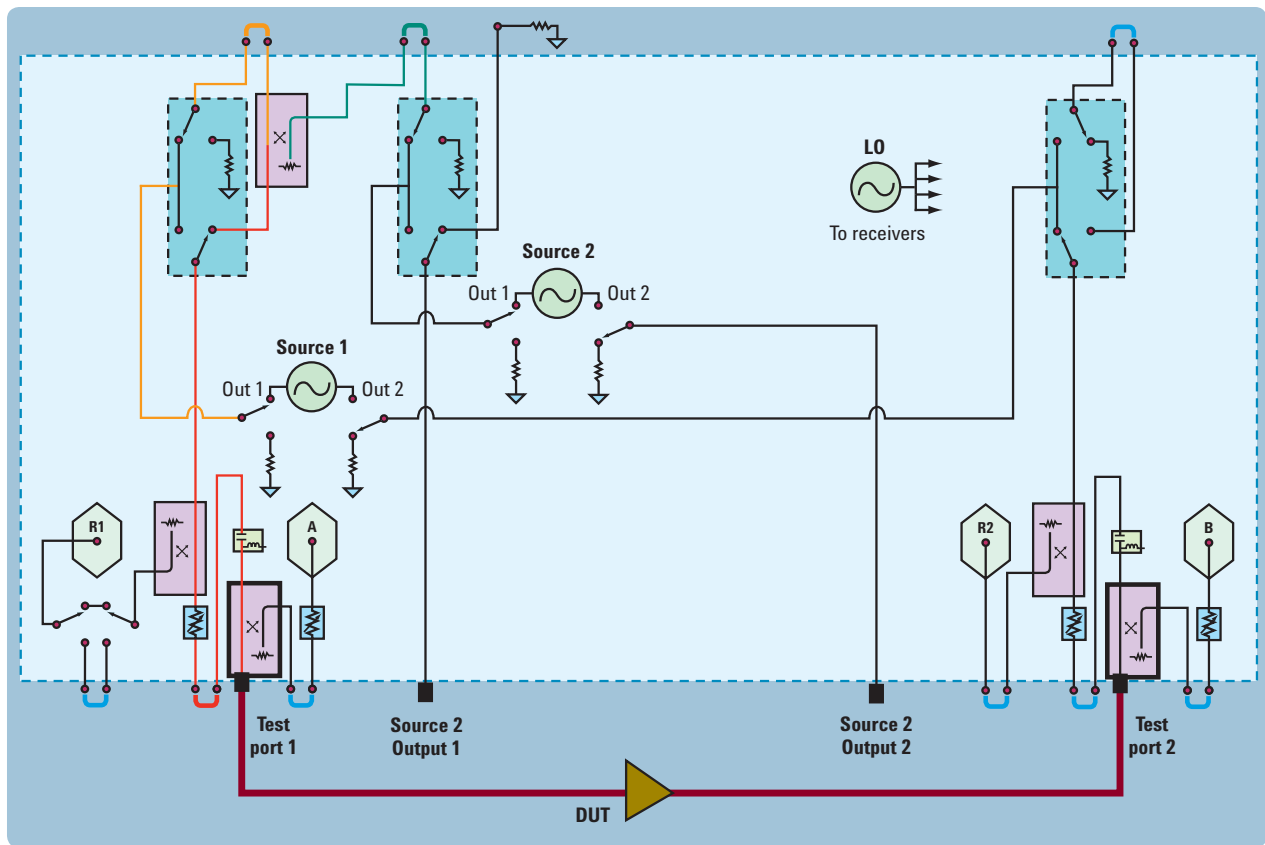 LO
To receivers
Source 2
Out 1
Out 2
Source 1
Out 1
Out 2
R1
A
R2
B
Test
port 1
Source 2
Output 1
Source 2
Output 2
Test
port 2
DUT